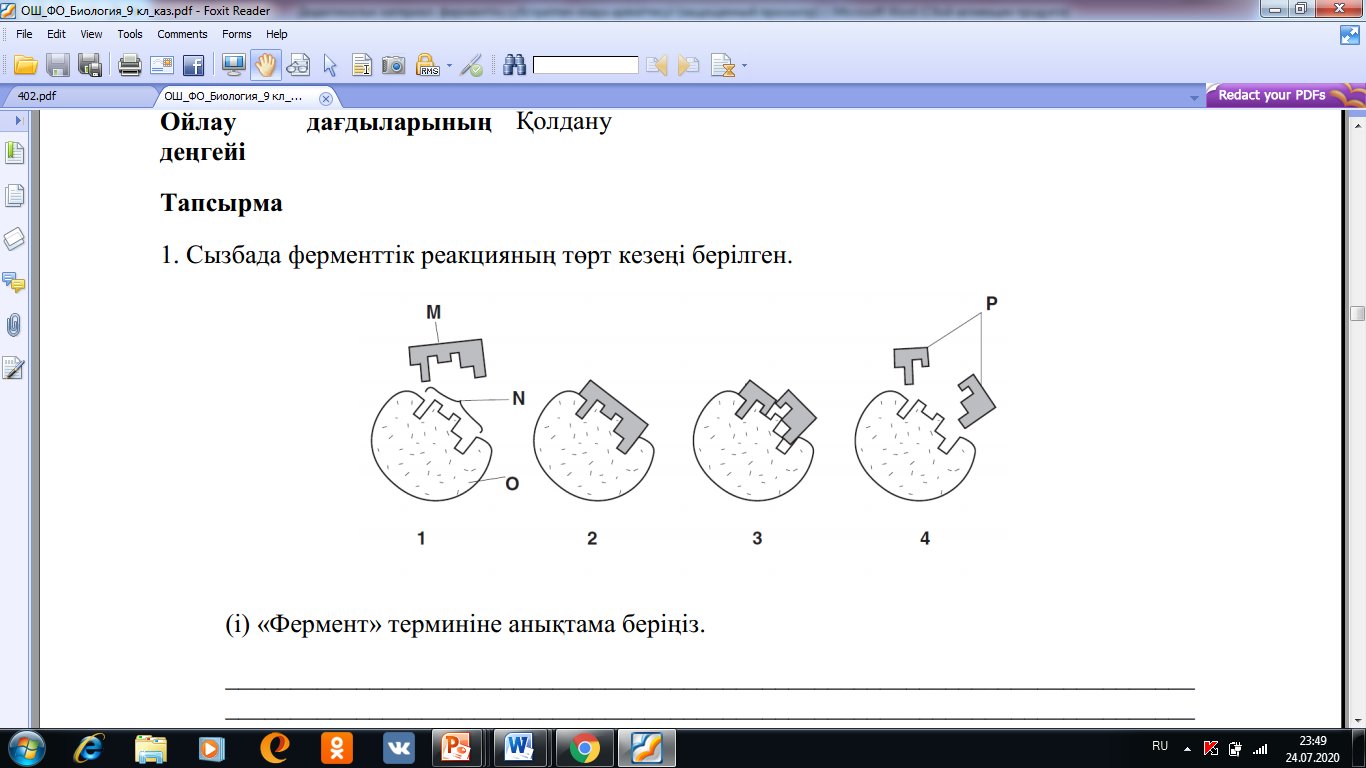 ОШ_ФО_Биология_9 кл_каз.pdf - Foxit Reader
File Edit View Tools Comments Forms Help
RMS
402.pdf ОШ_ФО_Биология_9 кл_... Redact your PDFs
Ойлау дағдыларының Қолдану
деңгейі
Тапсырма
1. Сызбада ферменттік реакцияның төрт кезеңі берілген.
M P
N
O
1 2 3 4
(i) «Фермент» терминіне анықтама беріңіз.
RU 23:49
24.07.2020